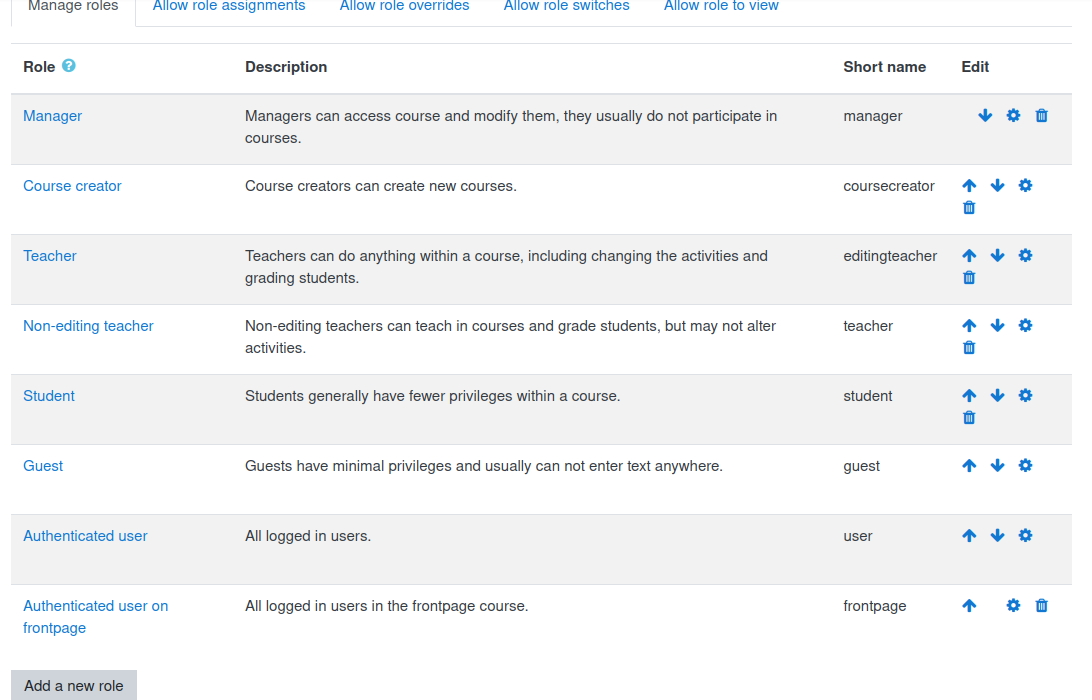 Manage roles Allow role assignments Allow role overrides Allow role switches Allow role to view
Role ? Description Short name Edit
Manager Managers can access course and modify them, they usually do not participate in manager
courses.
Course creator Course creators can create new courses. coursecreator
Teacher Teachers can do anything within a course, including changing the activities and editingteacher
grading students.
Non-editing teacher Non-editing teachers can teach in courses and grade students, but may not alter teacher
activities.
Student Students generally have fewer privileges within a course. student
Guest Guests have minimal privileges and usually can not enter text anywhere. guest
Authenticated user All logged in users. user
Authenticated user on All logged in users in the frontpage course. frontpage
frontpage
Add a new role